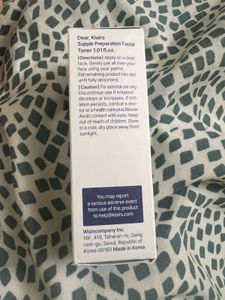 Dear, Klairs
Supple Preparation Facial
Toner 1.01 fl.oz.
[Directions] Apply on a clean
face. Gently pat all over your
face using your palms.
Pat remaining product into skin
until fully absorbed.
[Caution] For external use only.
Discontinue use if irritation
develops or increases. If irri-
tation persists, consult a doc-
tor or a health care practitioner.
Avoid contact with eyes. Keep
out of reach of children. Store
in a cool, dry place away from
sunlight.
You may report
a serious adverse event
from use of this product
to help@klairs.com
Wishcompany Inc.
16F, 419, Teheran-ro, Gang
nam-gu, Seoul, Republic of
Korea 06160 Made in Korea